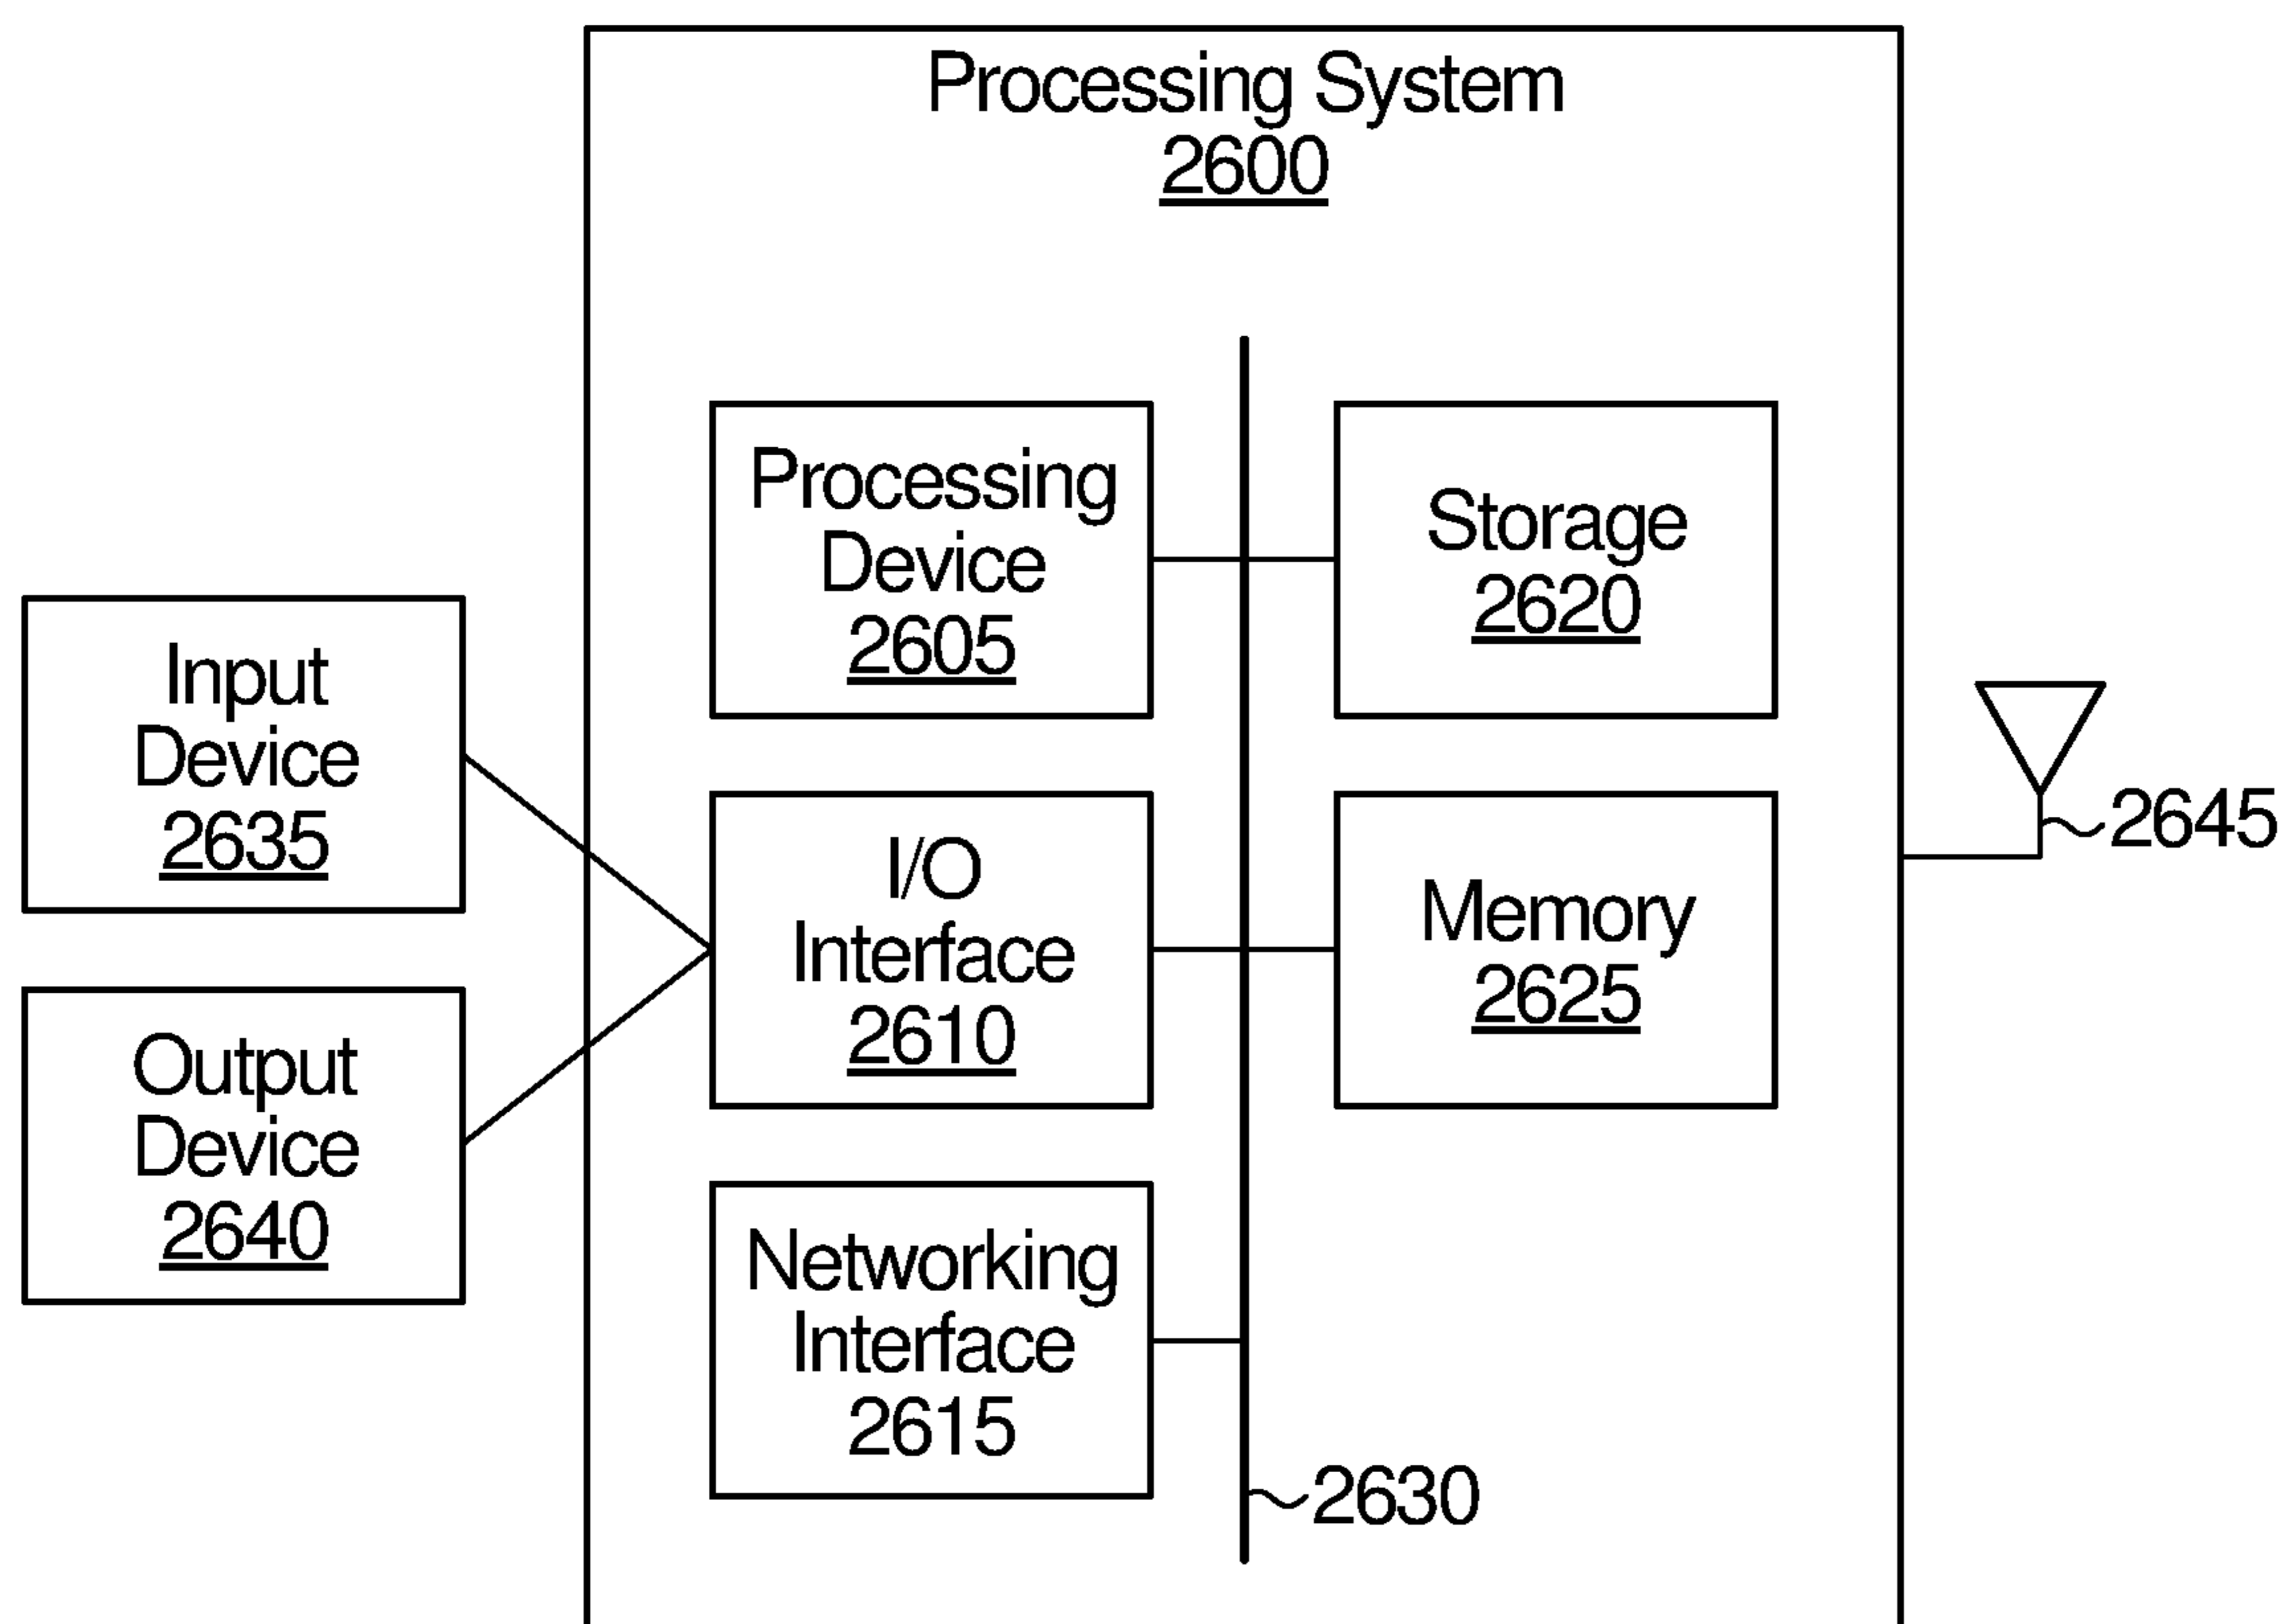 Processing System
2600
Processing
Device
2605
Storage
2620
Input
Device
2635
I/O
Interface
2610
Memory
2625
2645
Output
Device
2640
Networking
Interface
2615
2630